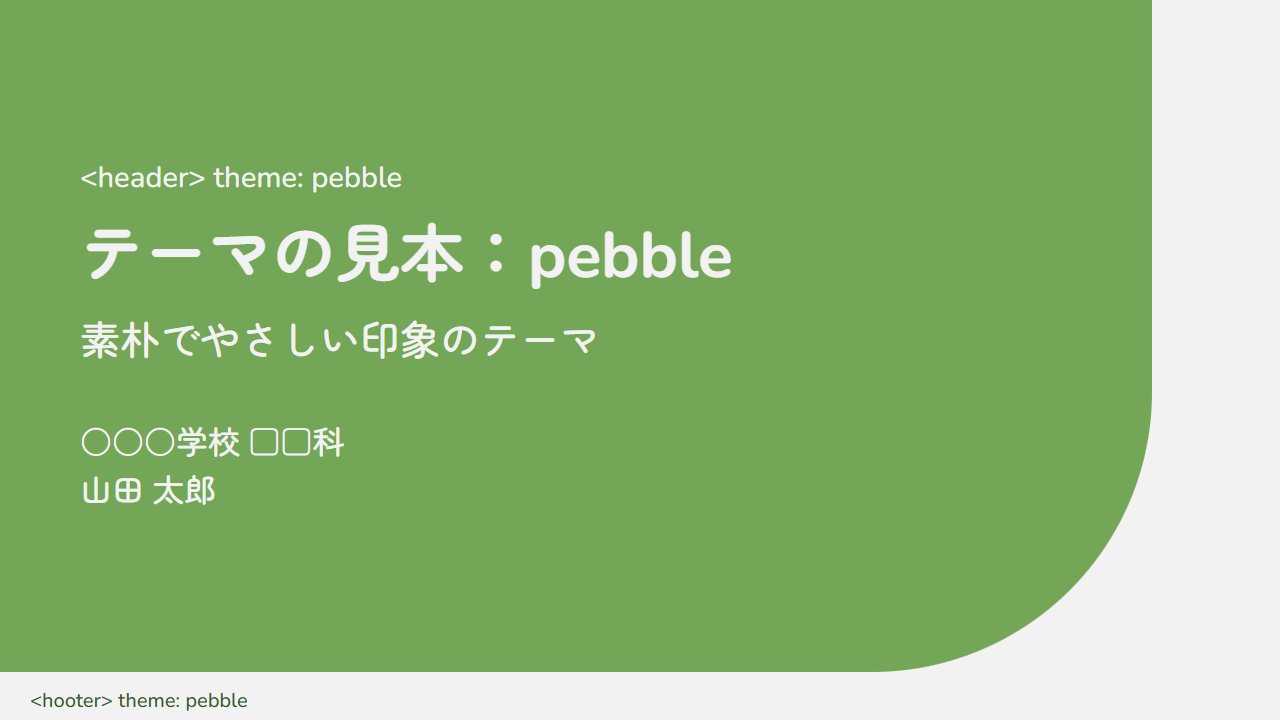 <header> theme: pebble
テーマの見本：pebble
素朴でやさしい印象のテーマ
○○○学校 □□科
山田 太郎
<hooter> theme: pebble